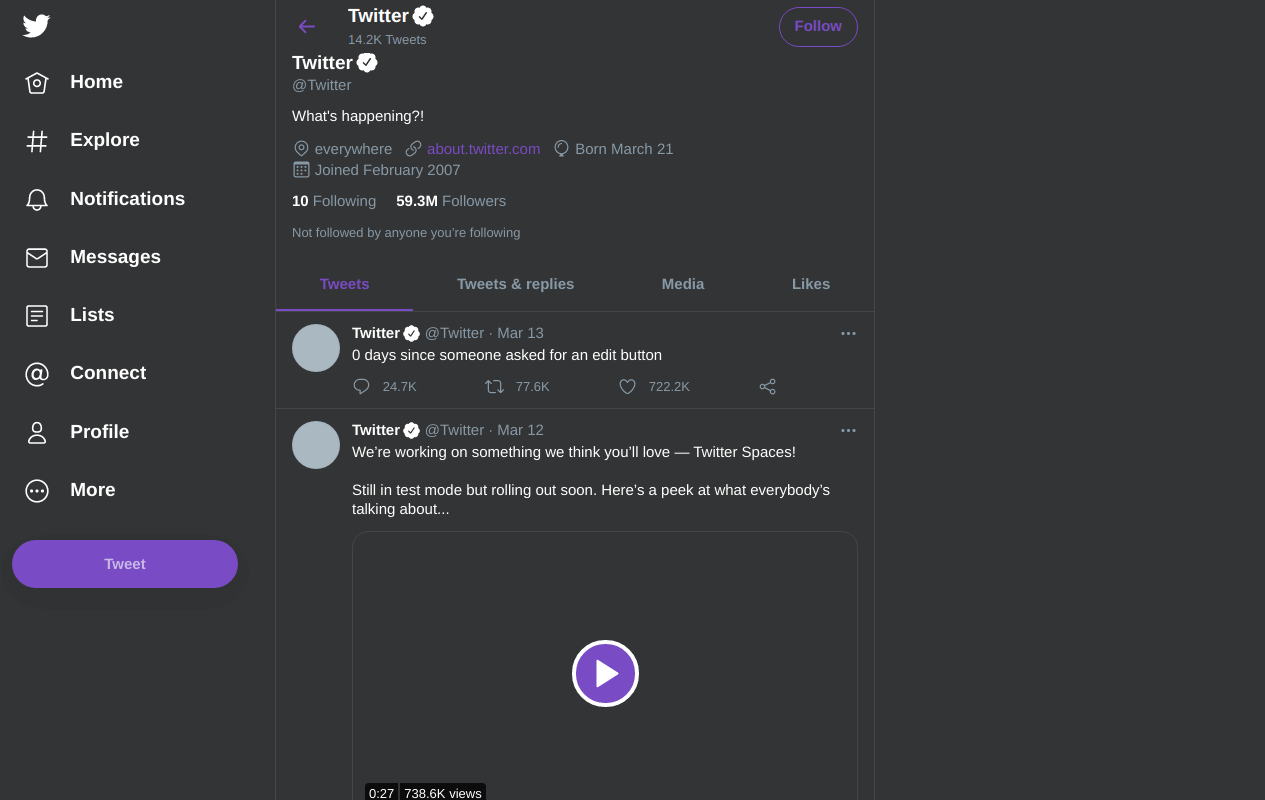 Twitter
14.2K Tweets
Follow
Home
Explore
Notifications
Messages
Lists
Connect
Profile
More
Tweet
Twitter
@Twitter
What's happening?!
everywhere about.twitter.com Born March 21
Joined February 2007
10 Following 59.3M Followers
Not followed by anyone you're following
Tweets Tweets & replies Media Likes
Twitter @Twitter · Mar 13
0 days since someone asked for an edit button
24.7K 77.6K 722.2K
Twitter @Twitter · Mar 12
We’re working on something we think you’ll love — Twitter Spaces!
Still in test mode but rolling out soon. Here’s a peek at what everybody’s
talking about...
0:27 738.6K views